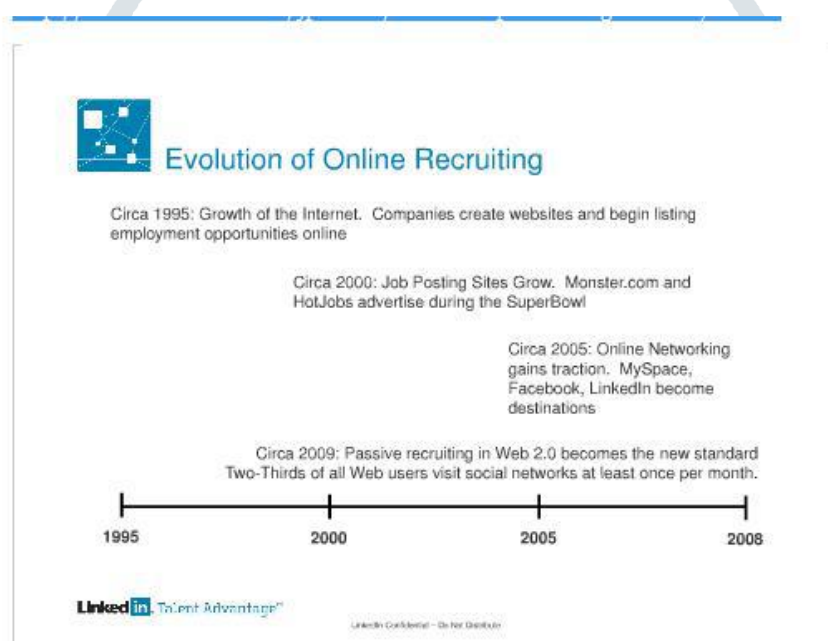 Evolution of Online Recruiting
Circa 1995: Growth of the Internet. Companies create websites and begin listing
employment opportunities online
Circa 2000: Job Posting Sites Grow. Monster.com and
HotJobs advertise during the SuperBowl
Circa 2005: Online Networking
gains traction. MySpace,
Facebook, LinkedIn become
destinations
Circa 2009: Passive recruiting in Web 2.0 becomes the new standard
Two-Thirds of all Web users visit social networks at least once per month.
1995 2000 2005 2008
Linked in. Talent Advantage™
LinkedIn Confidential – Do Not Distribute